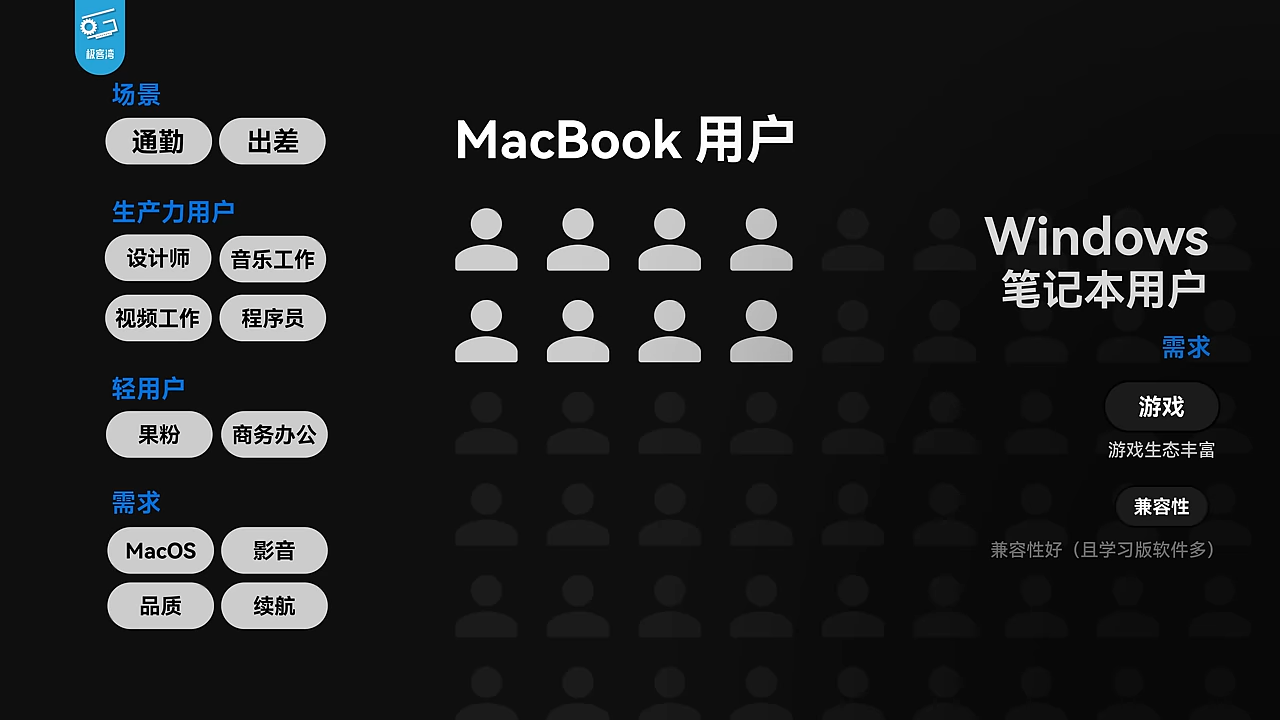 极客湾
场景
通勤 出差
生产力用户
设计师 音乐工作
视频工作 程序员
轻用户
果粉 商务办公
需求
MacOS 影音
品质 续航
MacBook 用户
Windows
笔记本用户
需求
游戏
游戏生态丰富
兼容性
兼容性好（且学习版软件多）